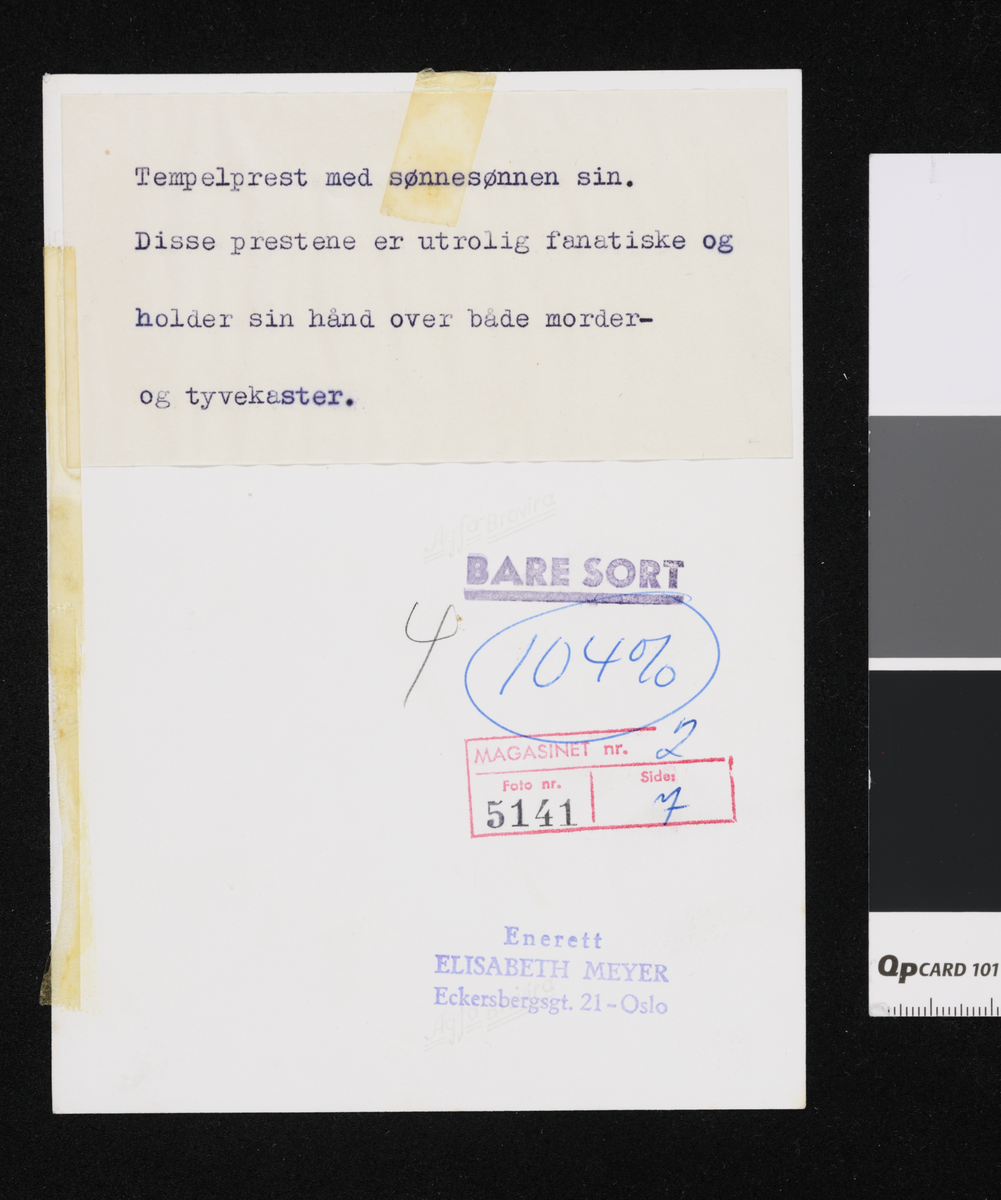 Tempelprest med sønnesønnen sin.
Disse prestene er utrolig fanatiske og
holder sin hånd over både morder-
og tyvekaster.
Agfa Brovira
BARE SORT
4
104%
MAGASINET nr. 2
Foto nr. Side:
5141 7
Enerett
ELISABETH MEYER
Eckersbergsgt. 21-Oslo
Agfa Brovira
QPCARD 101